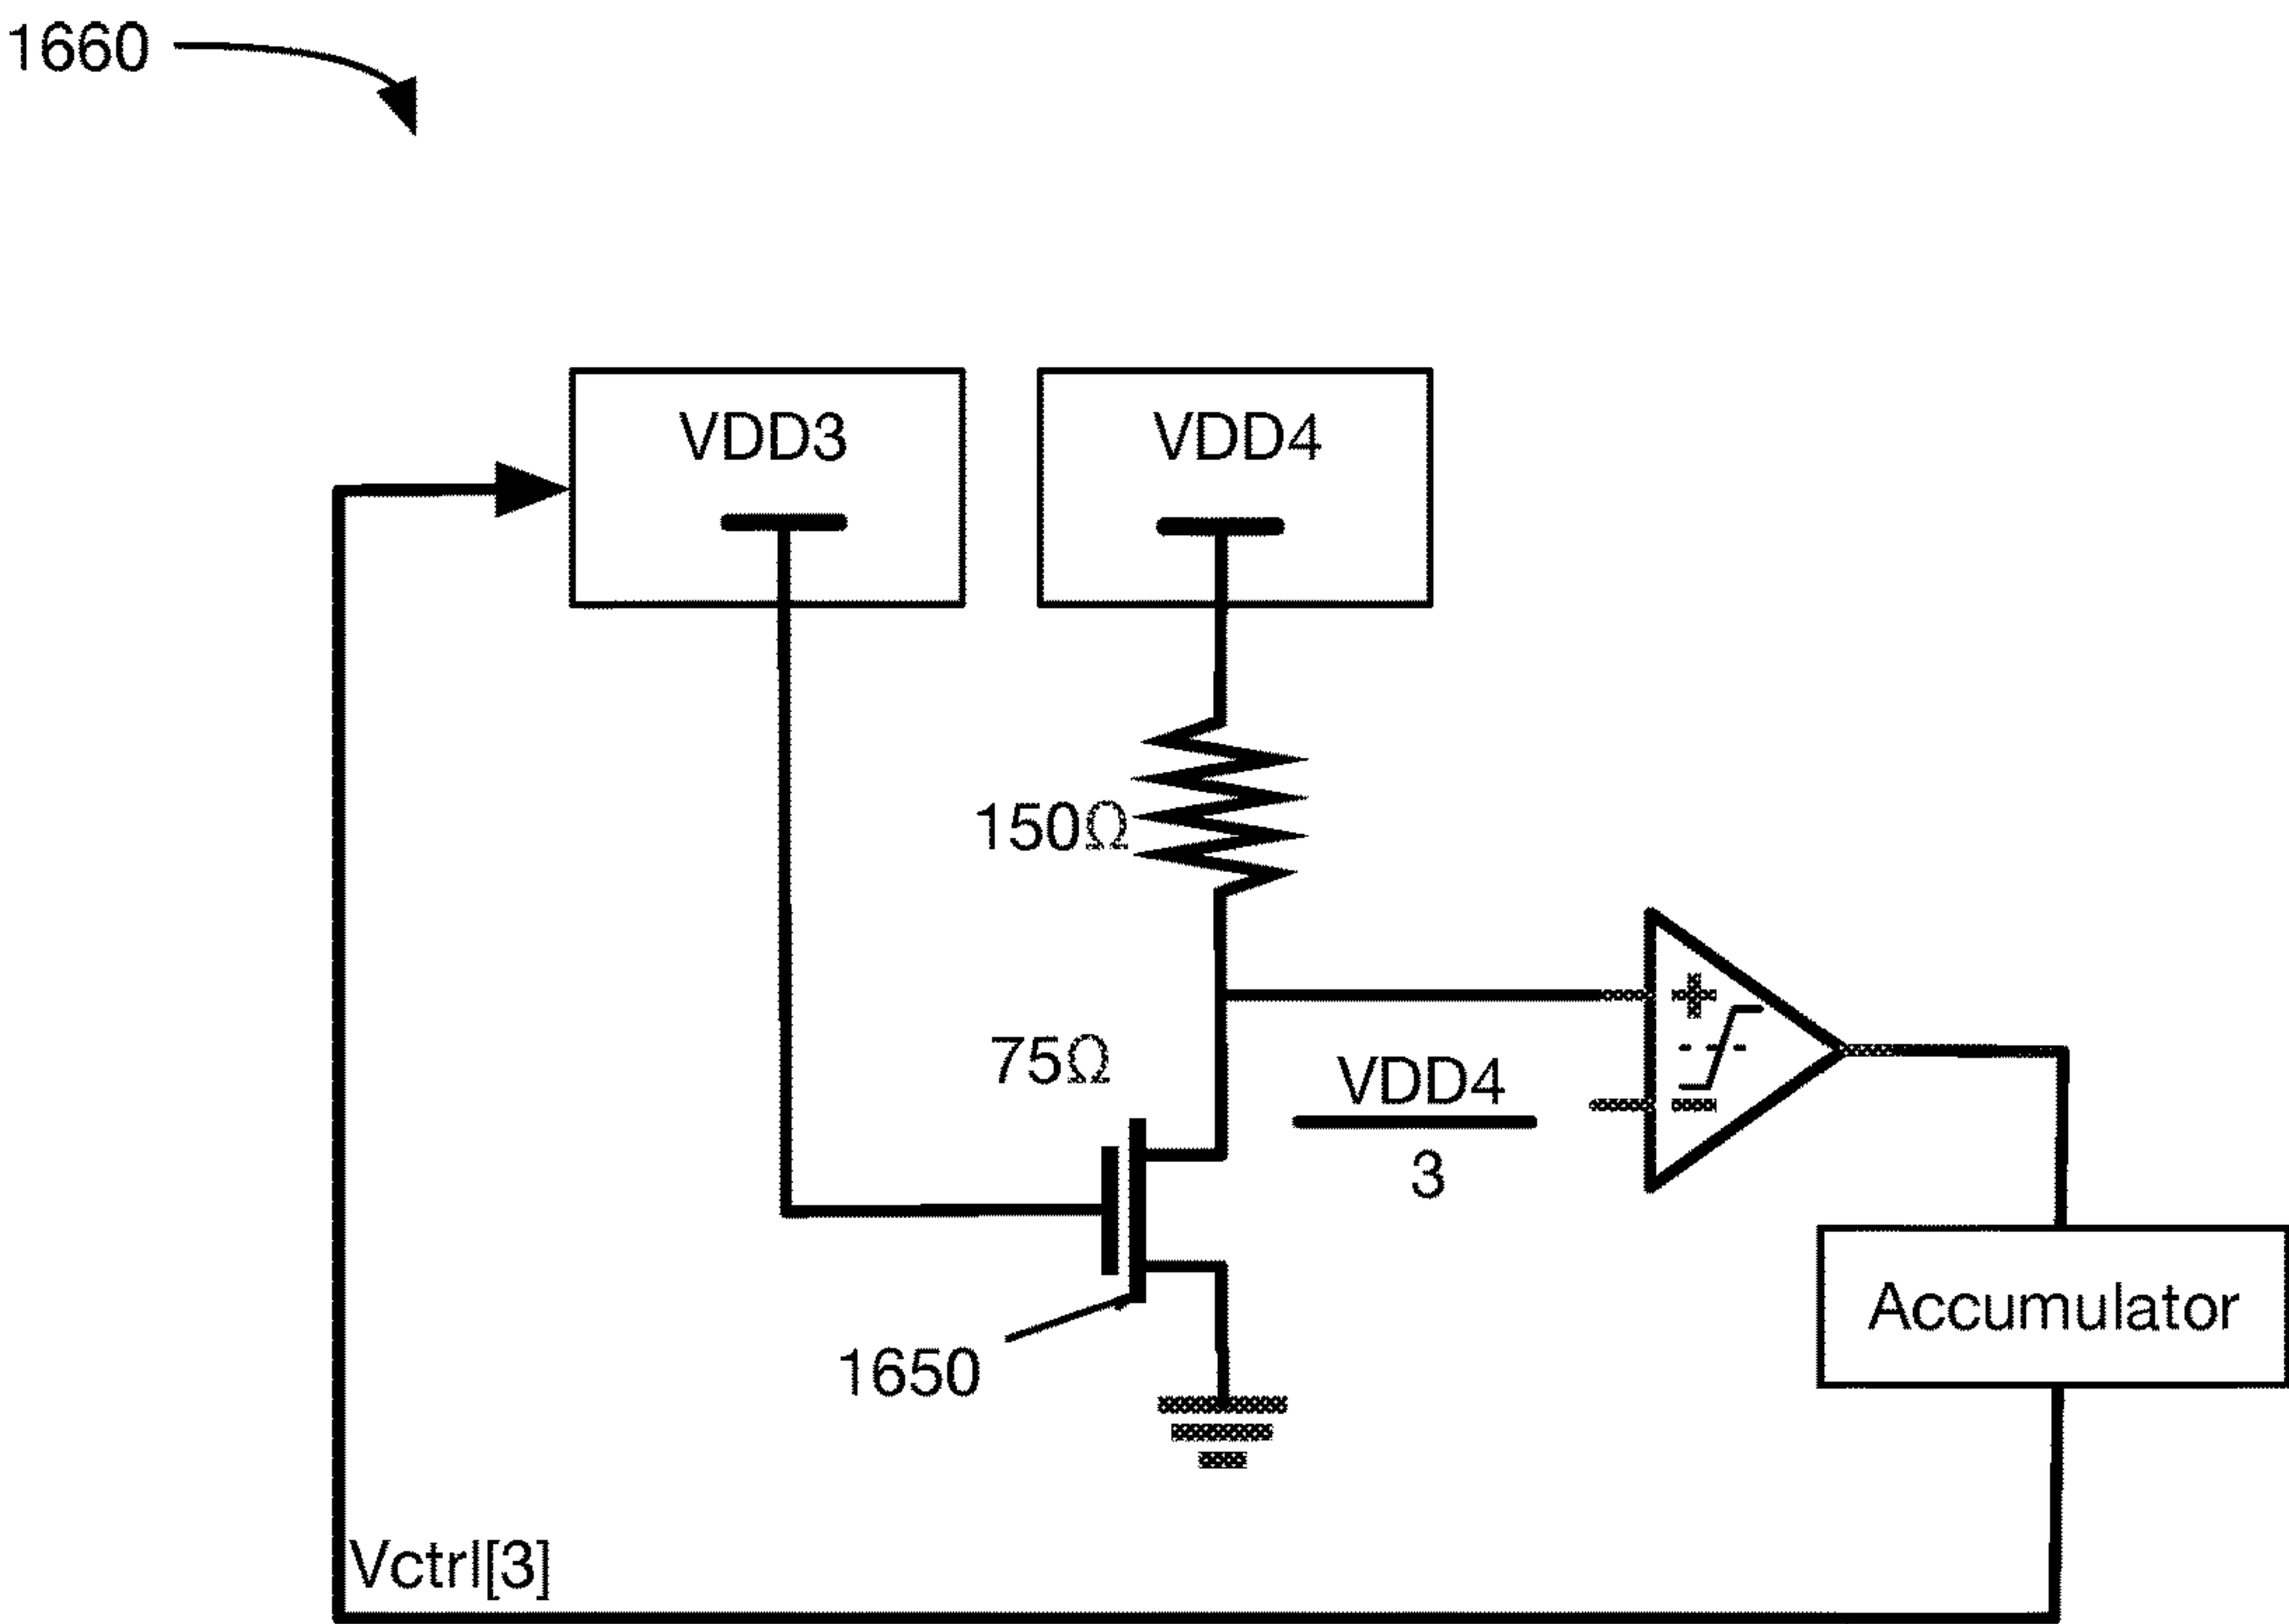 1660
VDD3
VDD4
150Ω
75Ω
VDD4
3
+
-
Accumulator
1650
Vctrl[3]